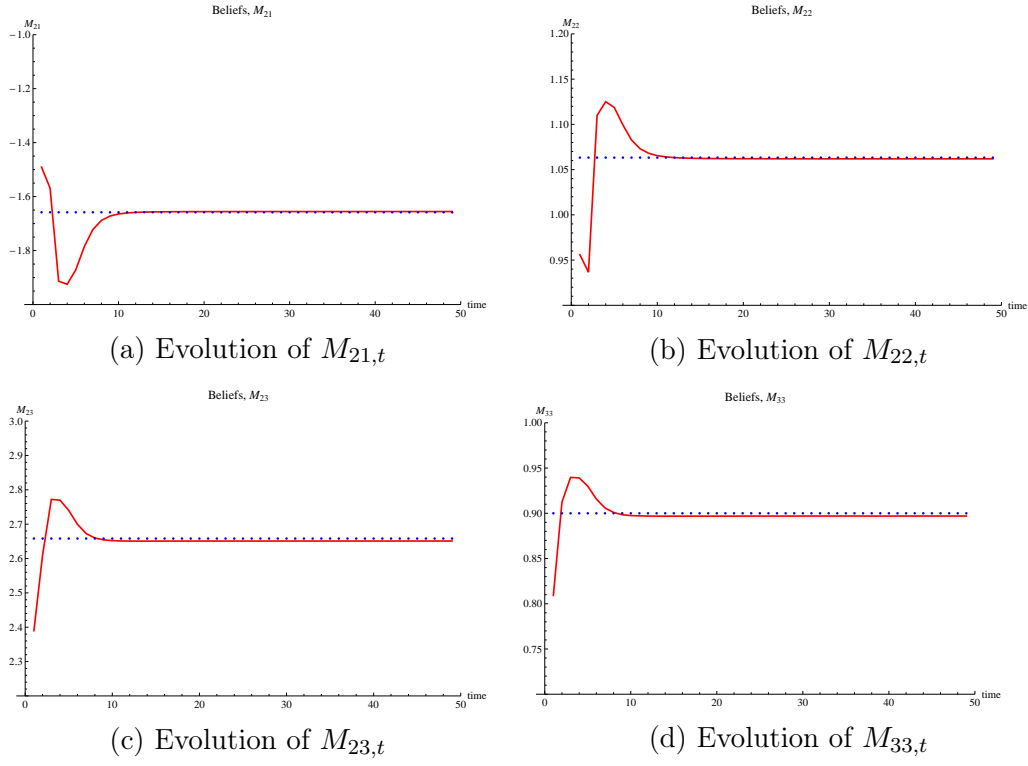 Beliefs, M21
M21
−1.0
−1.2
−1.4
−1.6
−1.8
0 10 20 30 40 50 time
(a) Evolution of M21,t
Beliefs, M22
M22
1.20
1.15
1.10
1.05
1.00
0.95
0 10 20 30 40 50 time
(b) Evolution of M22,t
Beliefs, M23
M23
3.0
2.9
2.8
2.7
2.6
2.5
2.4
2.3
0 10 20 30 40 50 time
(c) Evolution of M23,t
Beliefs, M33
M33
1.00
0.95
0.90
0.85
0.80
0.75
0 10 20 30 40 50 time
(d) Evolution of M33,t